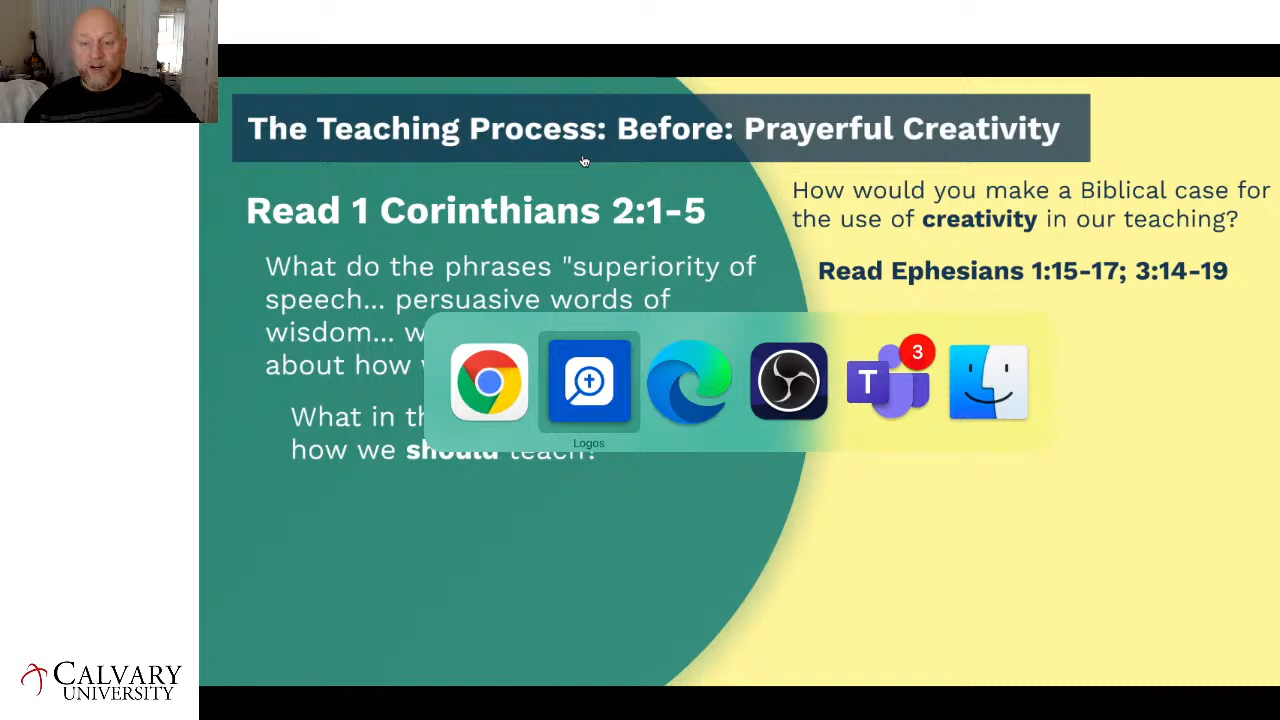 The Teaching Process: Before: Prayerful Creativity
Read 1 Corinthians 2:1-5
What do the phrases "superiority of
speech... persuasive words of
wisdom...
about how
What in th
how we should teach?
How would you make a Biblical case for
the use of creativity in our teaching?
Read Ephesians 1:15-17; 3:14-19
3
T
Logos
CALVARY
UNIVERSITY